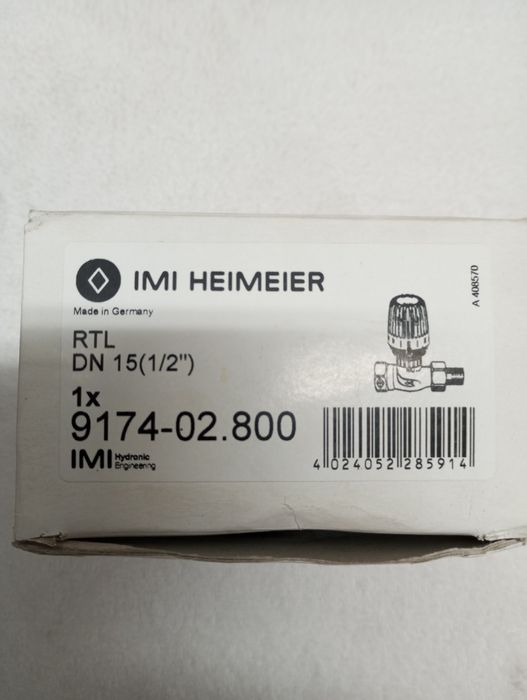 IMI HEIMEIER
Made in Germany
RTL
DN 15(1/2")
1x
9174-02.800
IMI Hydronic
Engineering
A 408570
4 024052 285914